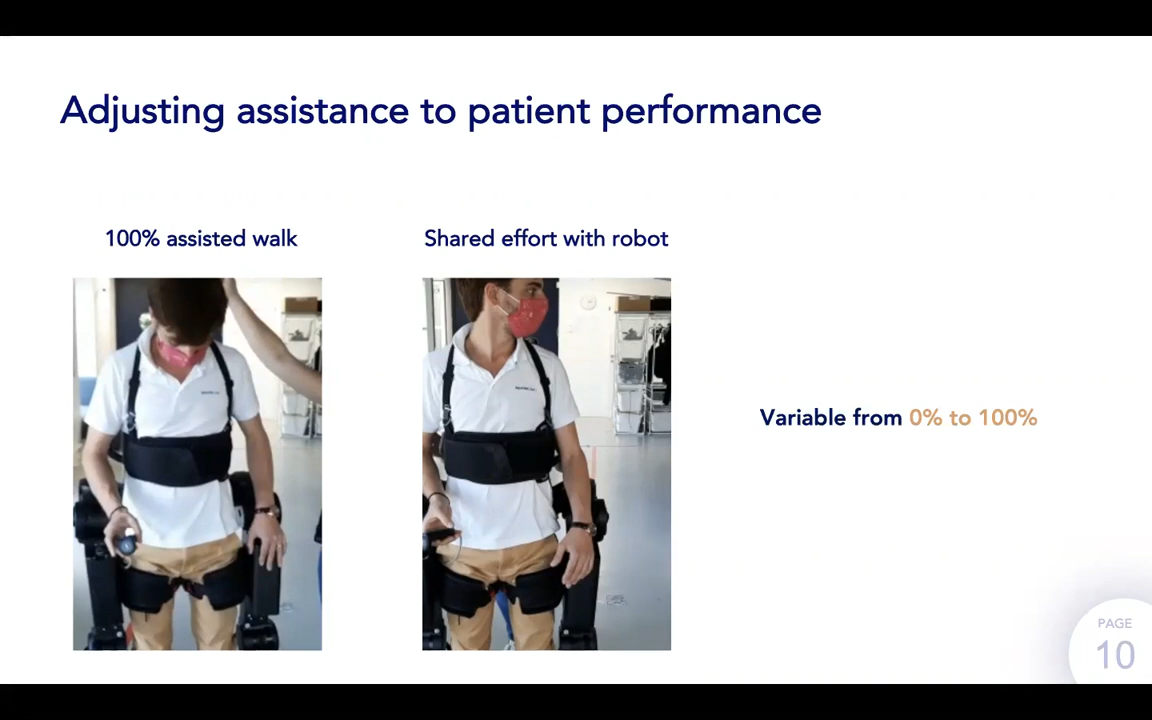 Adjusting assistance to patient performance
100% assisted walk
Shared effort with robot
Variable from 0% to 100%
PAGE
10